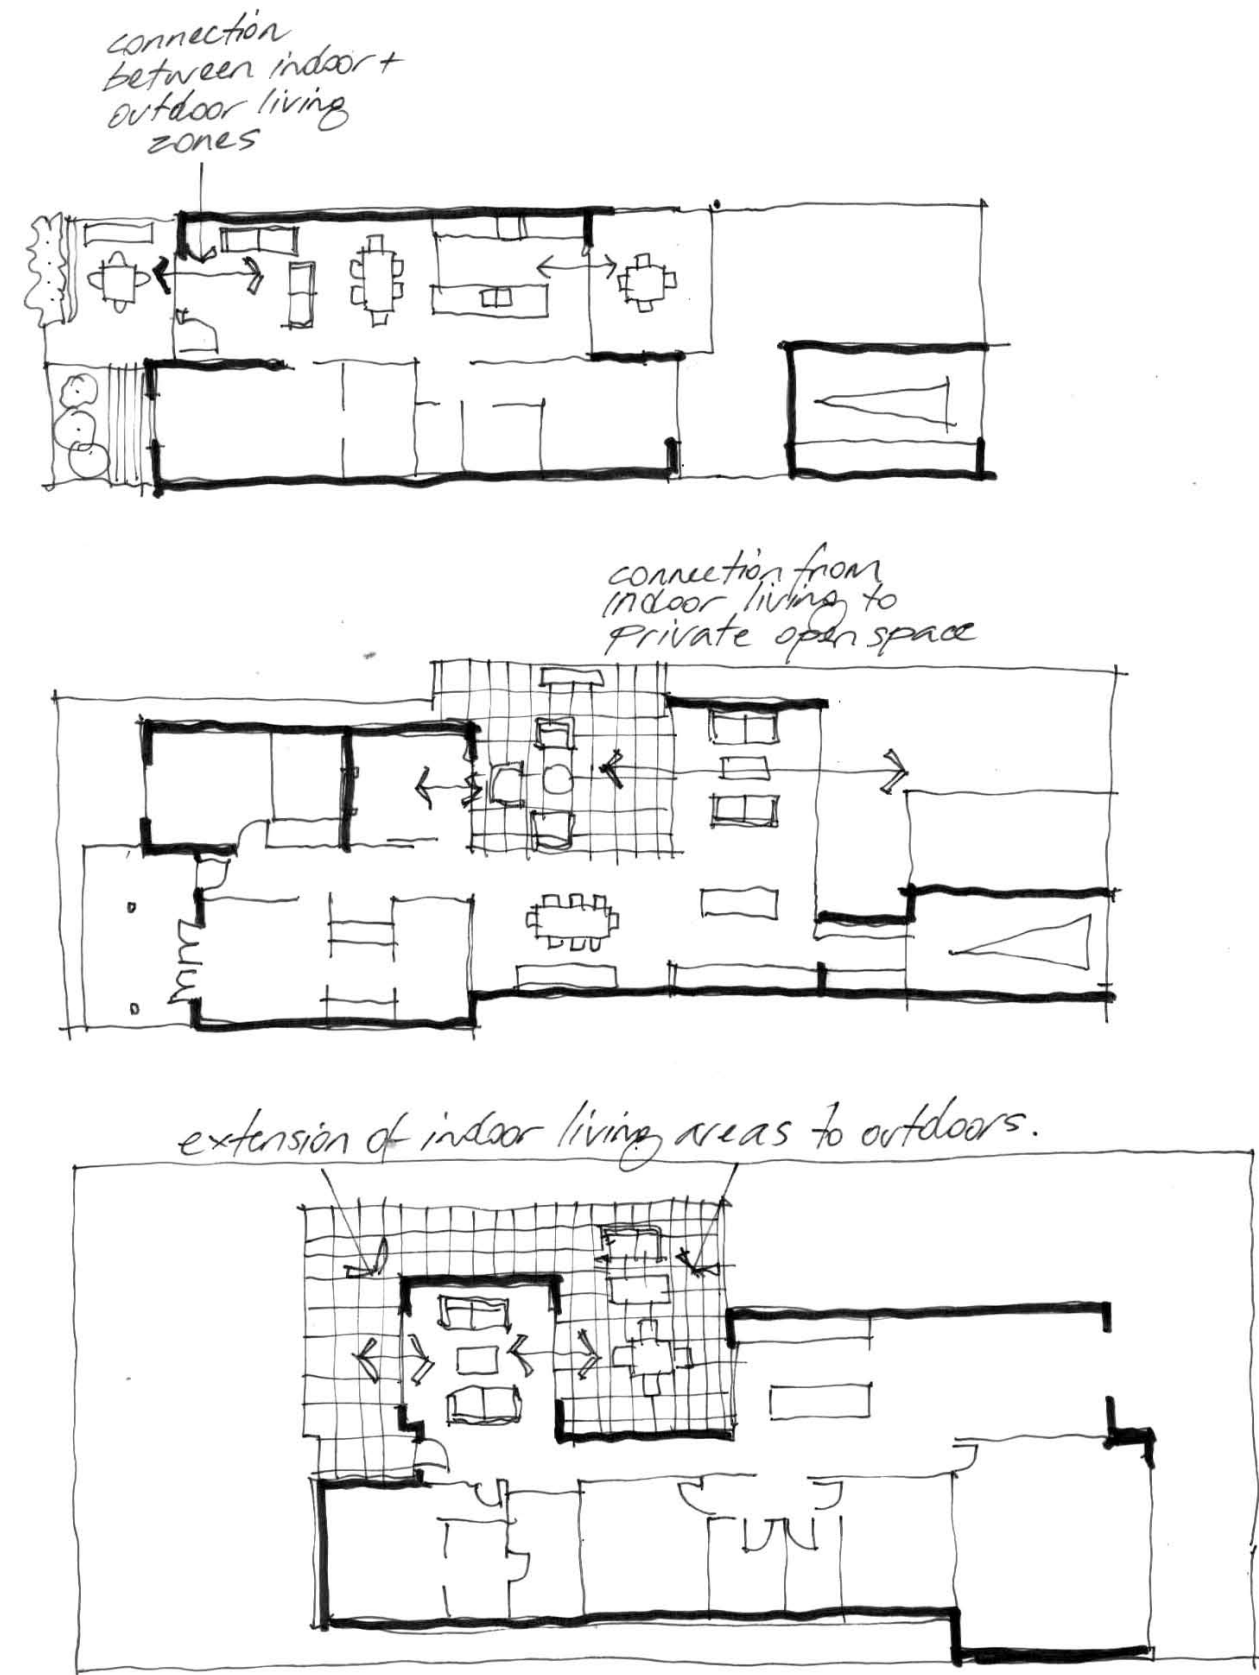 connection
between indoor +
outdoor living
zones
connection from
indoor living to
private open space
extension of indoor living areas to outdoors.